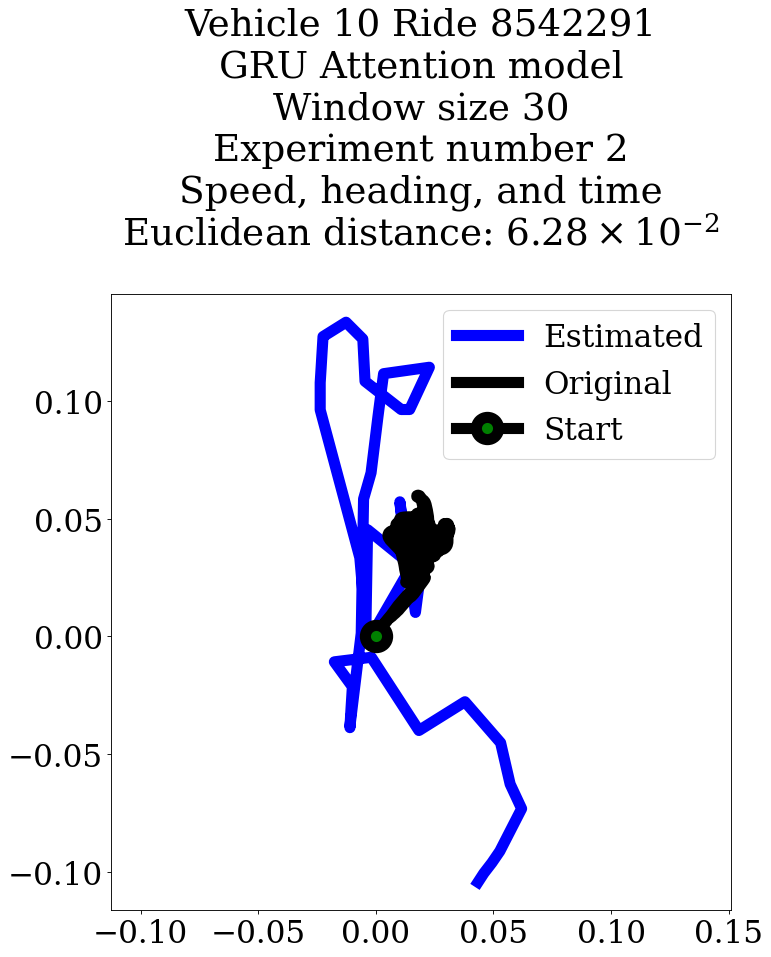 Vehicle 10 Ride 8542291
GRU Attention model
Window size 30
Experiment number 2
Speed, heading, and time
Euclidean distance: 6.28 × 10⁻²
Estimated
Original
Start
0.10
0.05
0.00
−0.05
−0.10
−0.10 −0.05 0.00 0.05 0.10 0.15